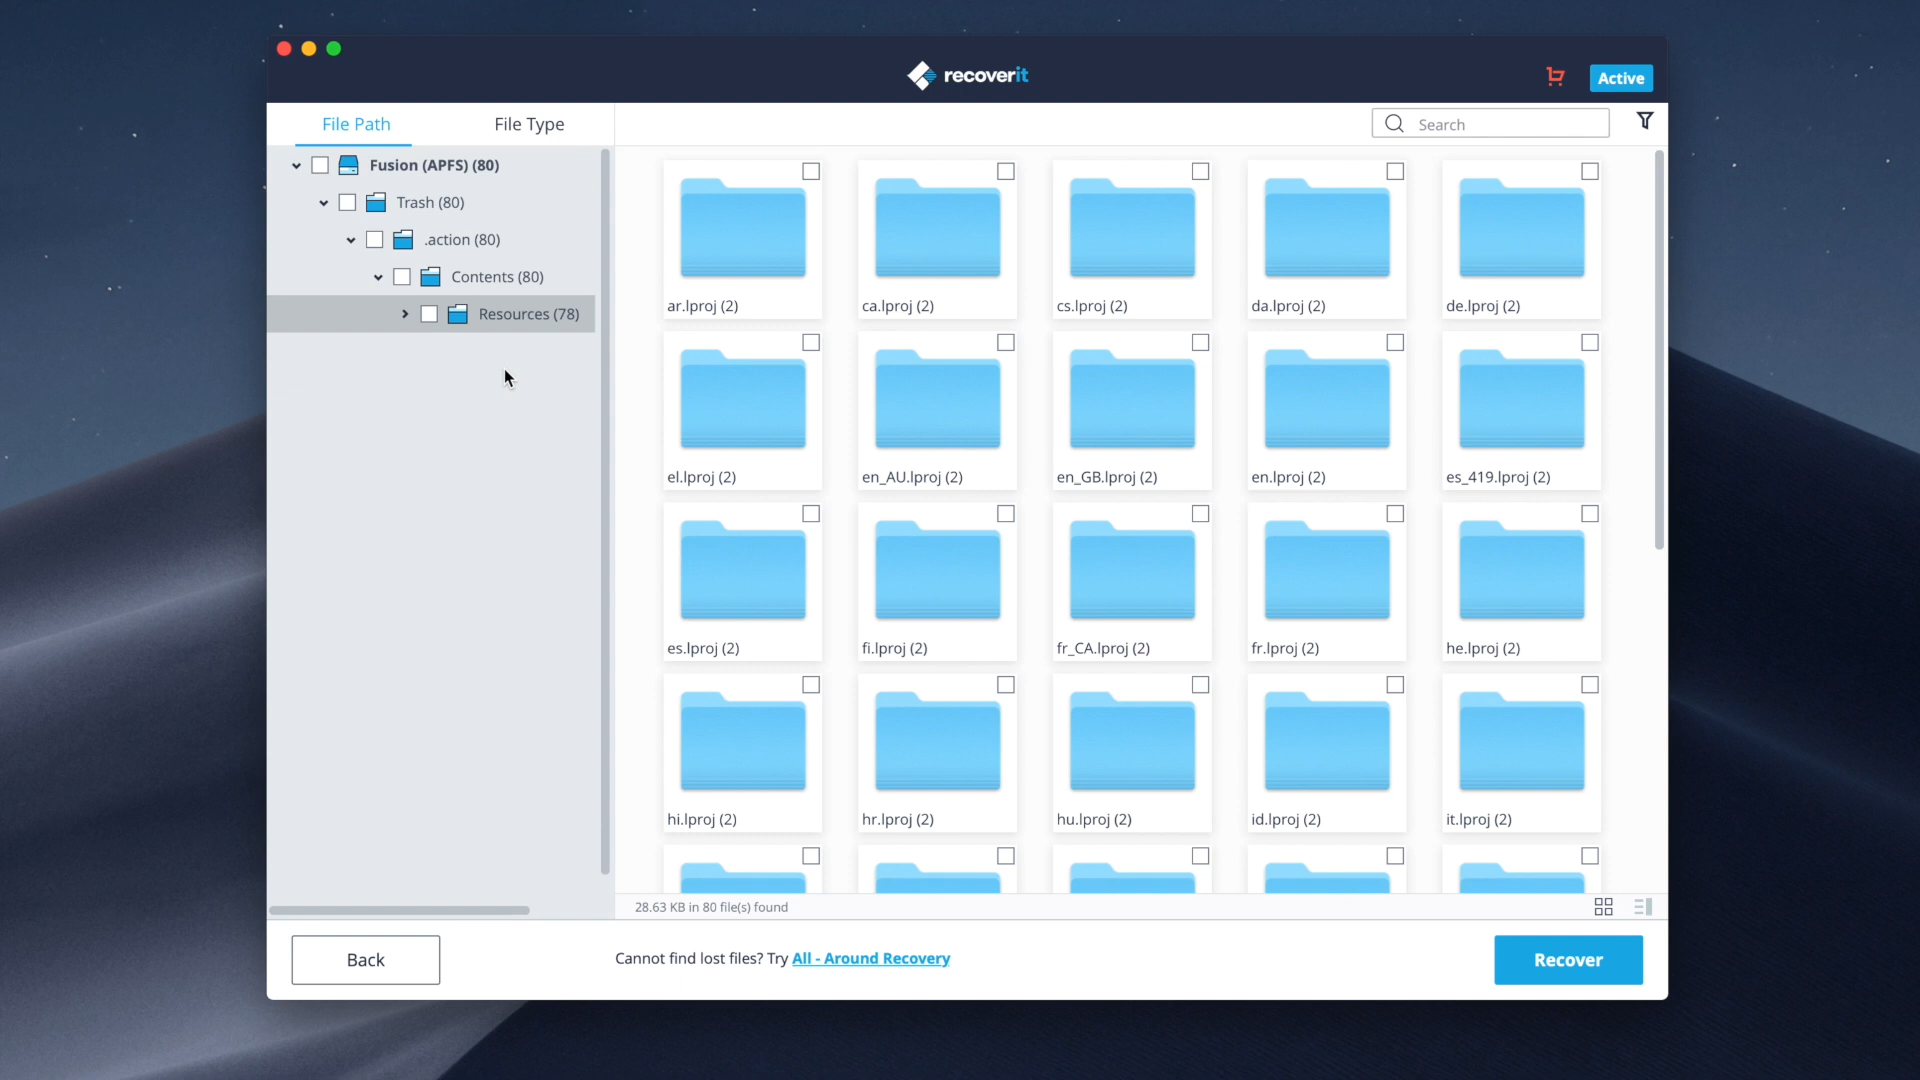 recoverit
Active
File Path
File Type
Search
Fusion (APFS) (80)
Trash (80)
.action (80)
Contents (80)
Resources (78)
ar.lproj (2)
ca.lproj (2)
cs.lproj (2)
da.lproj (2)
de.lproj (2)
el.lproj (2)
en_AU.lproj (2)
en_GB.lproj (2)
en.lproj (2)
es_419.lproj (2)
es.lproj (2)
fi.lproj (2)
fr_CA.lproj (2)
fr.lproj (2)
he.lproj (2)
hi.lproj (2)
hr.lproj (2)
hu.lproj (2)
id.lproj (2)
it.lproj (2)
28.63 KB in 80 file(s) found
Back
Cannot find lost files? Try All - Around Recovery
Recover